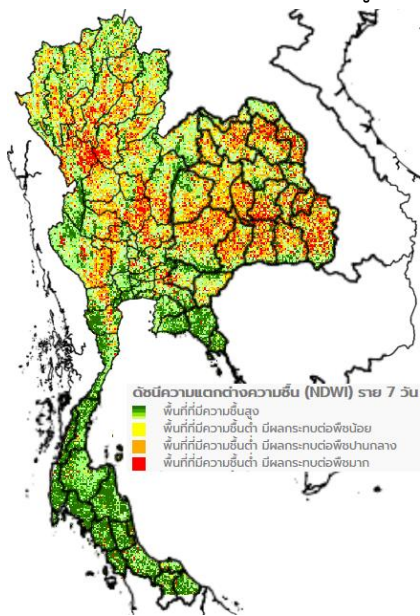 ดัชนีความแตกต่างความชื้น (NDWI) ราย 7 วัน
พื้นที่ที่มีความชื้นสูง
พื้นที่ที่มีความชื้นต่ำ มีผลกระทบต่อพืชน้อย
พื้นที่ที่มีความชื้นต่ำ มีผลกระทบต่อพืชปานกลาง
พื้นที่ที่มีความชื้นต่ำ มีผลกระทบต่อพืชมาก